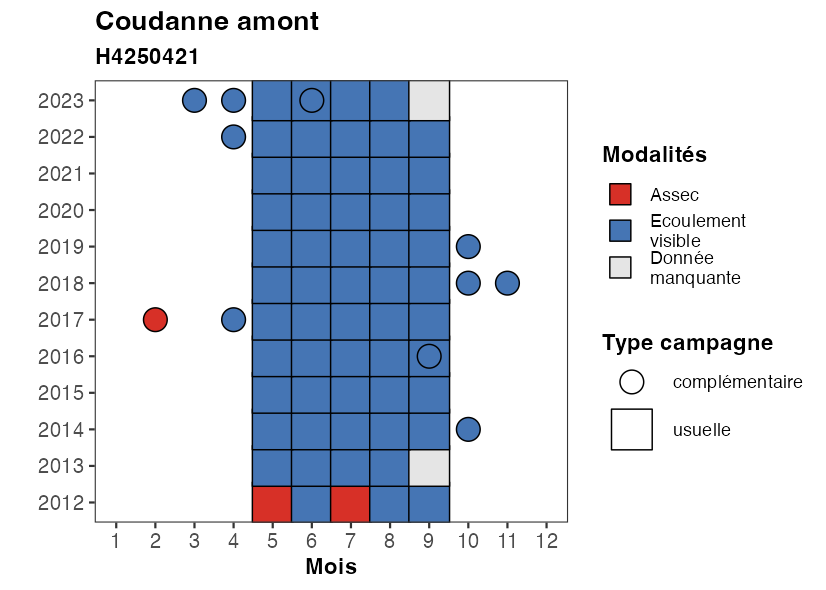 Coudanne amont
H4250421
2023
2022
2021
2020
2019
2018
2017
2016
2015
2014
2013
2012
1 2 3 4 5 6 7 8 9 10 11 12
Mois
Modalités
Assec
Ecoulement
visible
Donnée
manquante
Type campagne
complémentaire
usuelle